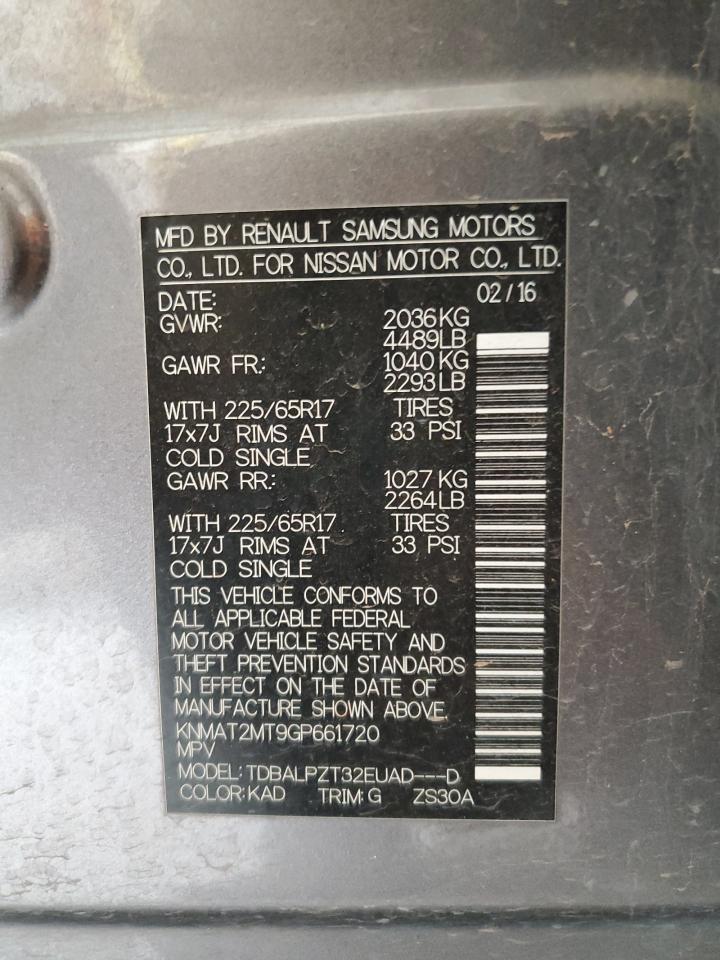 MFD BY RENAULT SAMSUNG MOTORS
CO., LTD. FOR NISSAN MOTOR CO., LTD.
DATE: 02/16
GVWR: 2036KG
4489LB
GAWR FR: 1040KG
2293LB
WITH 225/65R17 TIRES
17x7J RIMS AT 33 PSI
COLD SINGLE
GAWR RR: 1027KG
2264LB
WITH 225/65R17 TIRES
17x7J RIMS AT 33 PSI
COLD SINGLE
THIS VEHICLE CONFORMS TO
ALL APPLICABLE FEDERAL
MOTOR VEHICLE SAFETY AND
THEFT PREVENTION STANDARDS
IN EFFECT ON THE DATE OF
MANUFACTURE SHOWN ABOVE.
KNMAT2MT9GP661720
MPV
MODEL:TDBALPZT32EUAD---D
COLOR:KAD TRIM:G ZS30A